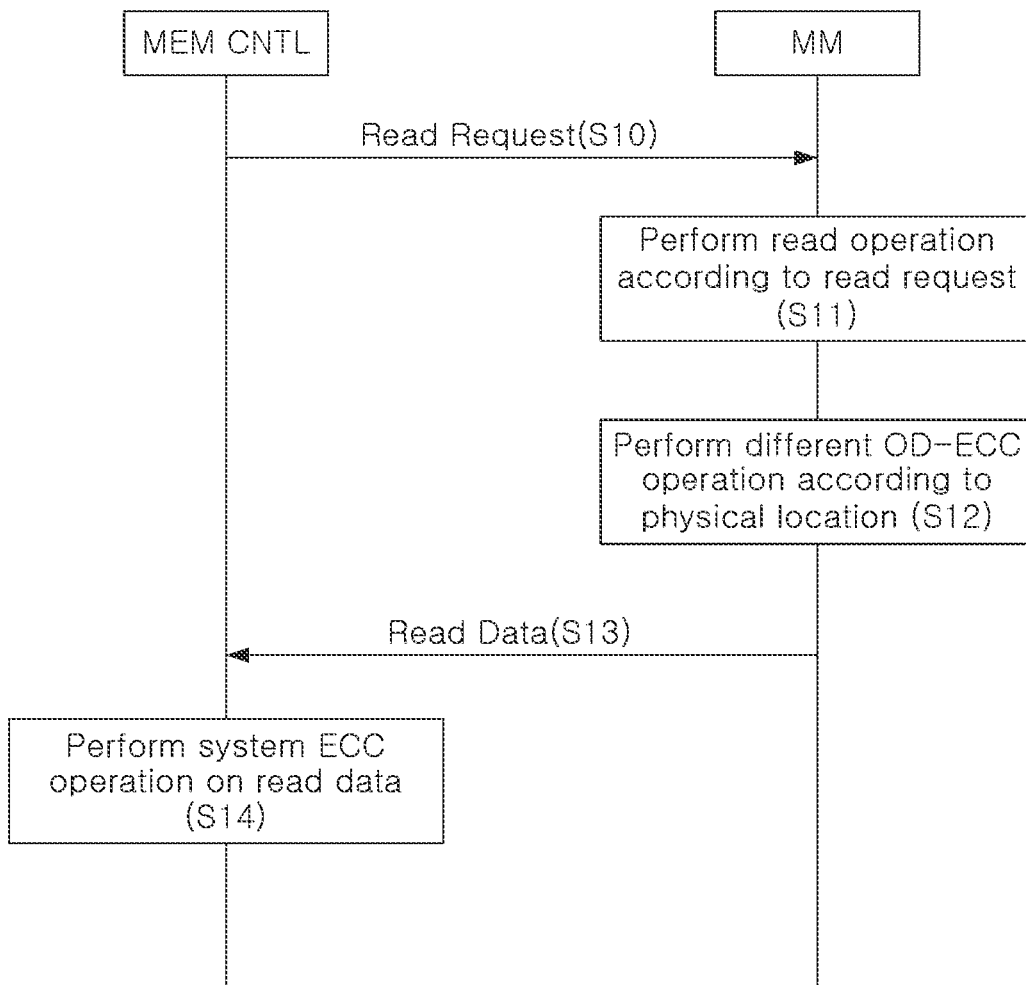 MEM CNTL
MM
Read Request(S10)
Perform read operation
according to read request
(S11)
Perform different OD-ECC
operation according to
physical location (S12)
Read Data(S13)
Perform system ECC
operation on read data
(S14)